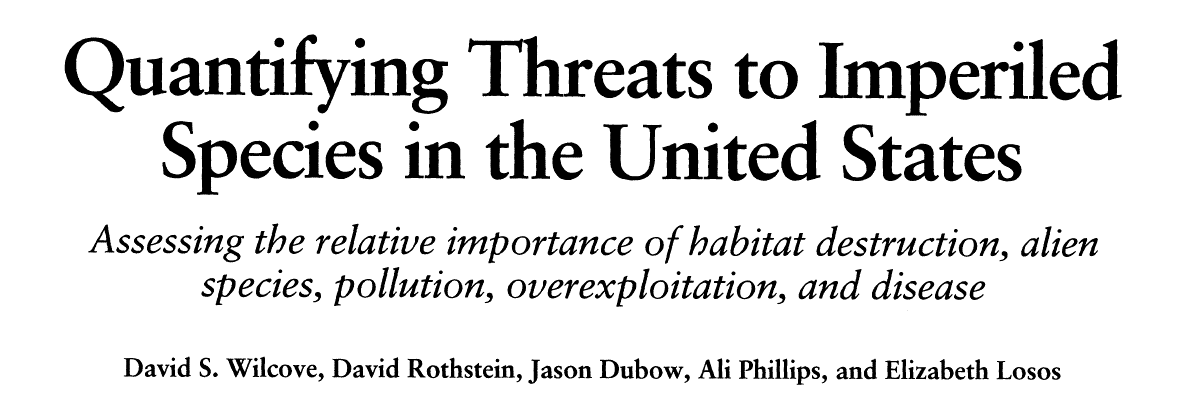 Quantifying Threats to Imperiled
Species in the United States
Assessing the relative importance of habitat destruction, alien
species, pollution, overexploitation, and disease
David S. Wilcove, David Rothstein, Jason Dubow, Ali Phillips, and Elizabeth Losos